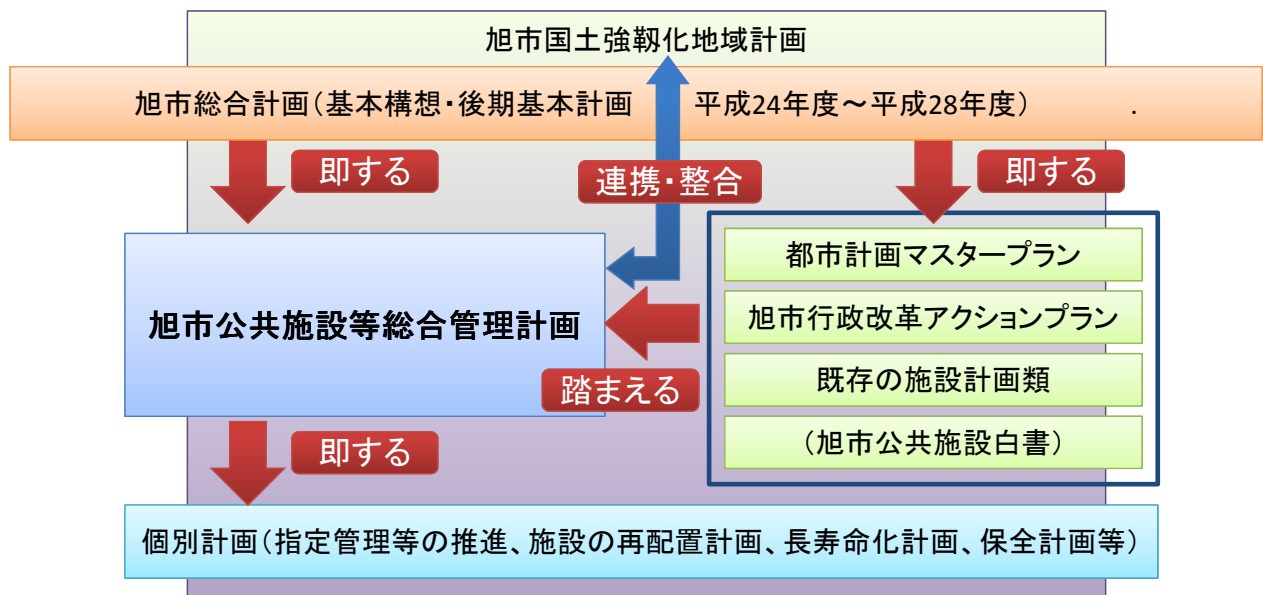 旭市国土強靱化地域計画
旭市総合計画(基本構想・後期基本計画 平成24年度～平成28年度) .
即する
連携・整合
即する
都市計画マスタープラン
旭市行政改革アクションプラン
旭市公共施設等総合管理計画
既存の施設計画類
踏まえる
(旭市公共施設白書)
即する
個別計画(指定管理等の推進、施設の再配置計画、長寿命化計画、保全計画等)